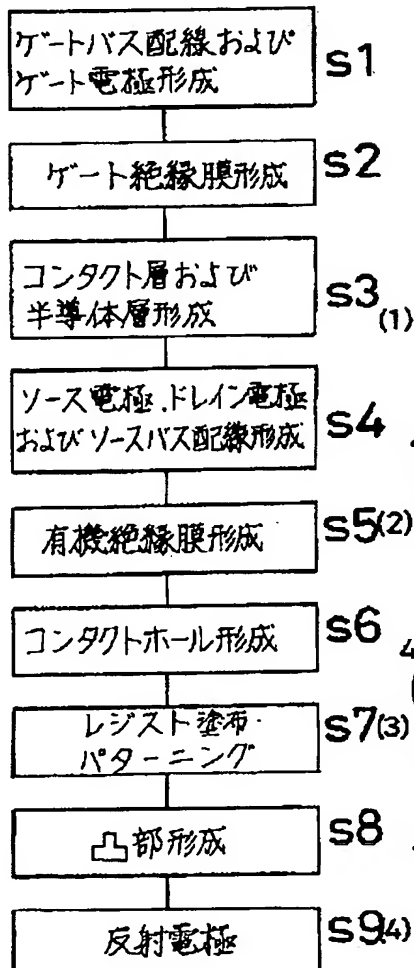 ゲートバス配線および
ゲート電極形成
s1
ゲート絶縁膜形成
s2
コンタクト層および
半導体層形成
s3
(1)
ソース電極、ドレイン電極
およびソースバス配線形成
s4
有機絶縁膜形成
s5(2)
コンタクトホール形成
s6
レジスト塗布・
パターニング
s7(3)
凸部形成
s8
反射電極
s9(4)